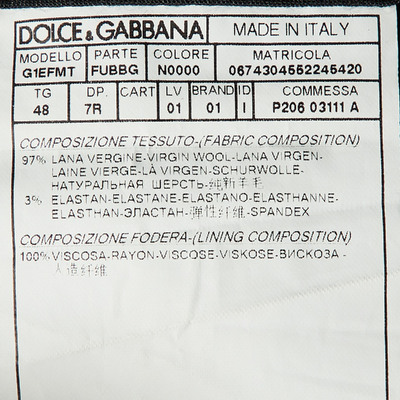 DOLCE & GABBANA MADE IN ITALY
MODELLO PARTE COLORE MATRICOLA
G1EFMT FUBBG N0000 0674304552245420
TG DP. CART LV BRAND ID COMMESSA
48 7R 01 01 I P206 03111 A
COMPOSIZIONE TESSUTO-(FABRIC COMPOSITION)
97% LANA VERGINE-VIRGIN WOOL-LANA VIRGEN-
LAINE VIERGE-LÀ VIRGEN-SCHURWOLLE-
НАТУРАЛЬНАЯ ШЕРСТЬ-纯新羊毛
3% ELASTAN-ELASTANE-ELASTANO-ELASTHANNE-
ELASTHAN-ЭЛАСТАН-弹性纤维-SPANDEX
COMPOSIZIONE FODERA-(LINING COMPOSITION)
100% VISCOSA-RAYON-VISCOSE-VISKOSE-ВИСКОЗА-
人造纤维